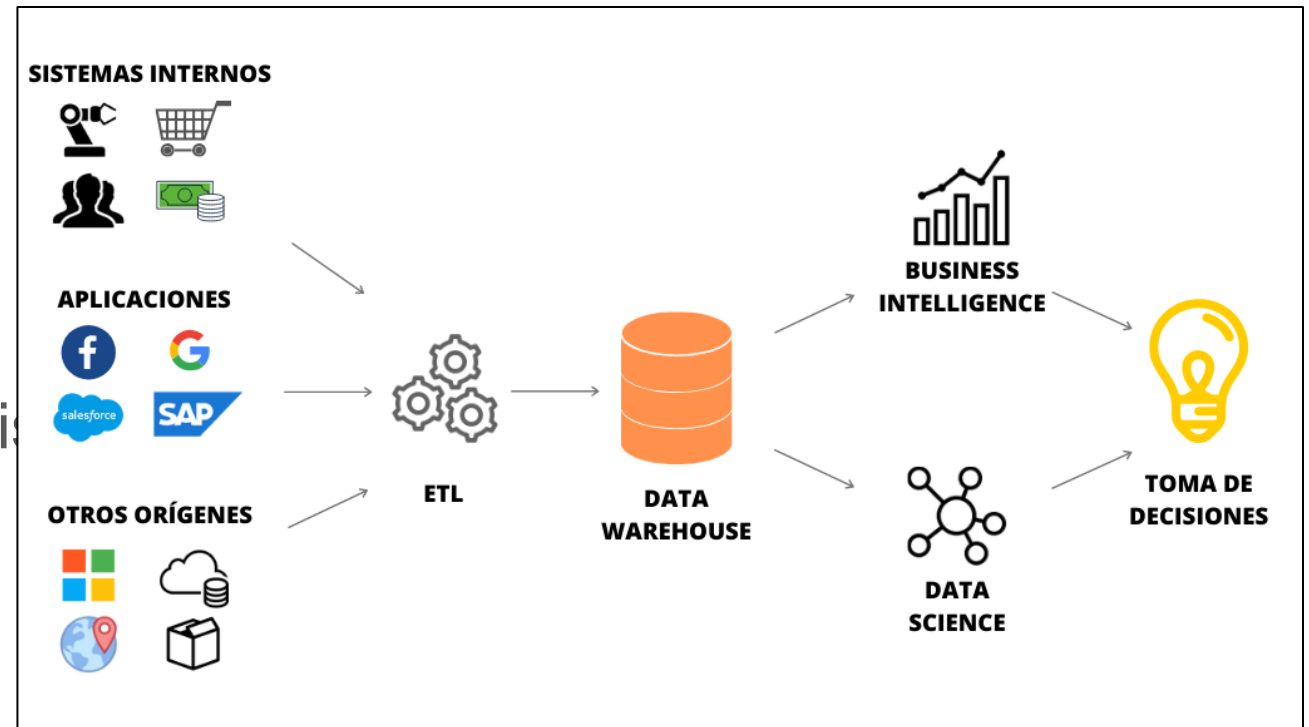 SISTEMAS INTERNOS
APLICACIONES
f
G
salesforce
SAP
OTROS ORÍGENES
ETL
DATA
WAREHOUSE
BUSINESS
INTELLIGENCE
DATA
SCIENCE
TOMA DE
DECISIONES